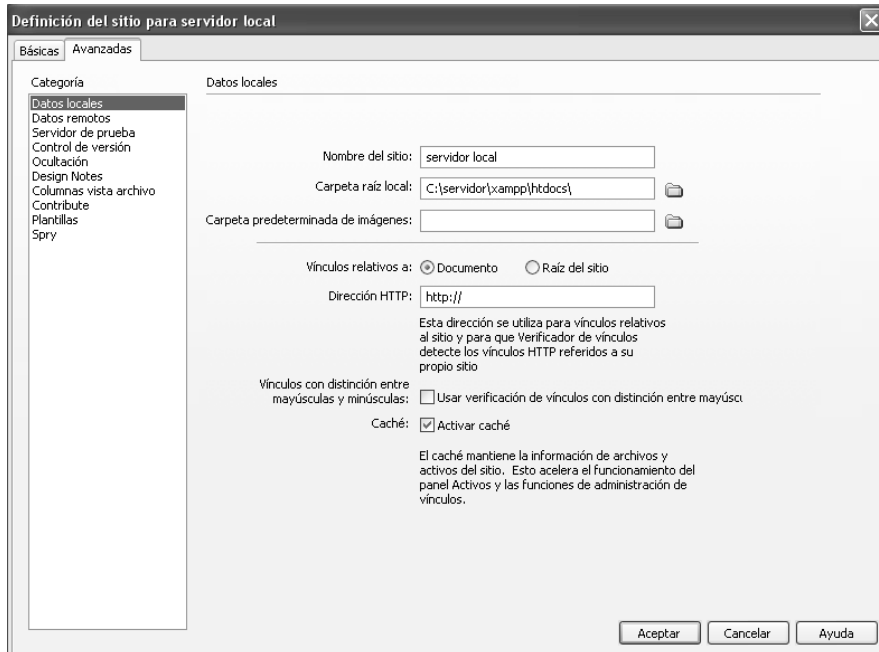 Definición del sitio para servidor local
Básicas
Avanzadas
Categoría
Datos locales
Datos remotos
Servidor de prueba
Control de versión
Ocultación
Design Notes
Columnas vista archivo
Contribute
Plantillas
Spry
Datos locales
Nombre del sitio: servidor local
Carpeta raíz local: C:\servidor\xampp\htdocs\
Carpeta predeterminada de imágenes:
Vínculos relativos a: Documento Raíz del sitio
Dirección HTTP: http://
Esta dirección se utiliza para vínculos relativos
al sitio y para que Verificador de vínculos
detecte los vínculos HTTP referidos a su
propio sitio
Vínculos con distinción entre
mayúsculas y minúsculas: Usar verificación de vínculos con distinción entre mayúscu
Caché: Activar caché
El caché mantiene la información de archivos y
activos del sitio. Esto acelera el funcionamiento del
panel Activos y las funciones de administración de
vínculos.
Aceptar Cancelar Ayuda